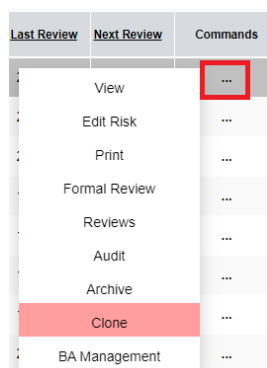 Last Review Next Review Commands
...
View
Edit Risk ...
Print ...
Formal Review ...
Reviews ...
Audit ...
Archive
Clone ...
BA Management ...